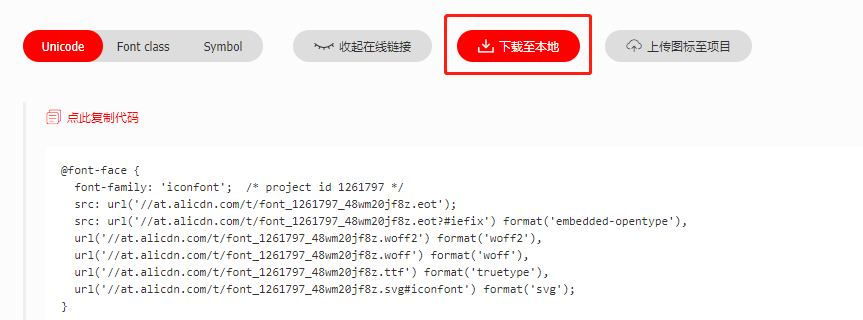 Unicode Font class Symbol 收起在线链接 下载至本地 上传图标至项目
点此复制代码
@font-face {
  font-family: 'iconfont';  /* project id 1261797 */
  src: url('//at.alicdn.com/t/font_1261797_48wm20jf8z.eot');
  src: url('//at.alicdn.com/t/font_1261797_48wm20jf8z.eot?#iefix') format('embedded-opentype'),
  url('//at.alicdn.com/t/font_1261797_48wm20jf8z.woff2') format('woff2'),
  url('//at.alicdn.com/t/font_1261797_48wm20jf8z.woff') format('woff'),
  url('//at.alicdn.com/t/font_1261797_48wm20jf8z.ttf') format('truetype'),
  url('//at.alicdn.com/t/font_1261797_48wm20jf8z.svg#iconfont') format('svg');
}